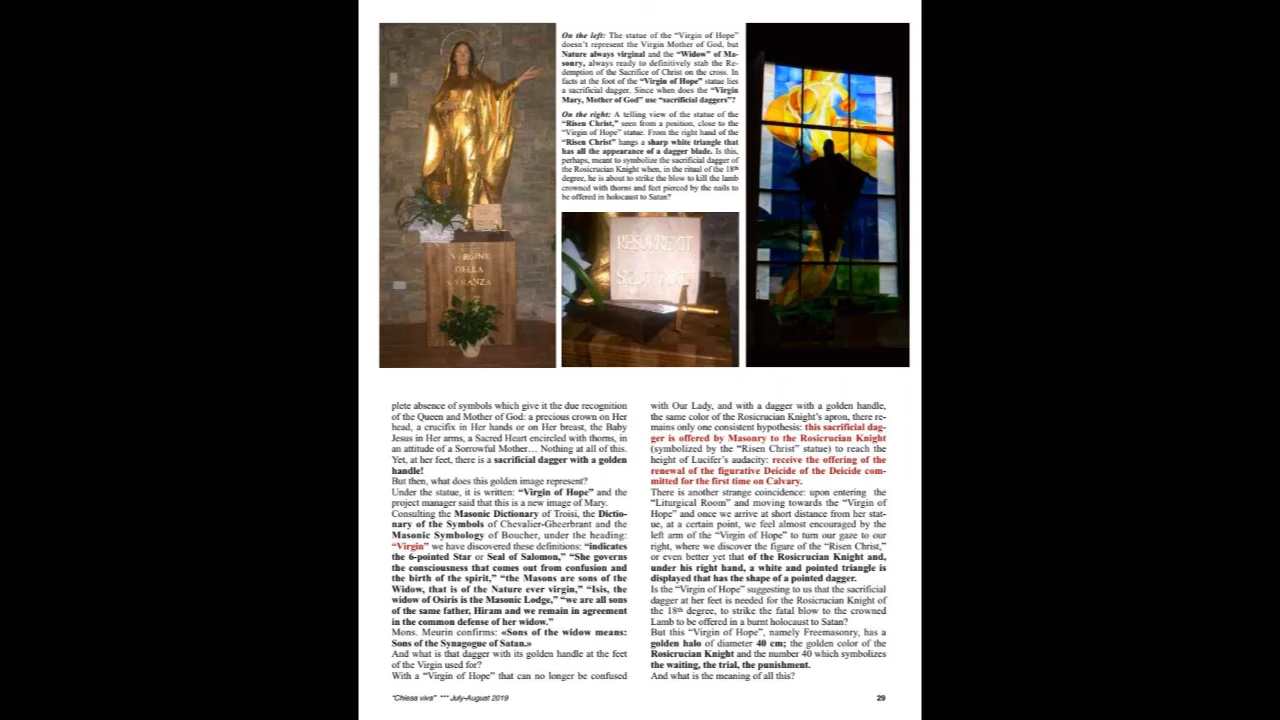 On the left: The statue of the “Virgin of Hope”
doesn’t represent the Virgin Mother of God, but
Nature always virginal and the “Widow” of Ma-
sonry, always ready to definitively stab the Re-
demption of the Sacrifice of Christ on the cross. In
facts at the foot of the “Virgin of Hope” statue lies
a sacrificial dagger. Since when does the “Virgin
Mary, Mother of God” use “sacrificial daggers”?
On the right: A telling view of the statue of the
“Risen Christ,” seen from a position, close to the
“Virgin of Hope” statue. From the right hand of the
“Risen Christ” hangs a sharp white triangle that
has all the appearance of a dagger blade. Is this,
perhaps, meant to symbolize the sacrificial dagger of
the Rosicrucian Knight when, in the ritual of the 18th
degree, he is about to strike the blow to kill the lamb
crowned with thorns and feet pierced by the nails to
be offered in holocaust to Satan?
VERGINE
DELLA
RESURREXIT
SICUT
plete absence of symbols which give it the due recognition
of the Queen and Mother of God: a precious crown on Her
head, a crucifix in Her hands or on Her breast, the Baby
Jesus in Her arms, a Sacred Heart encircled with thorns, in
an attitude of a Sorrowful Mother… Nothing at all of this.
Yet, at her feet, there is a sacrificial dagger with a golden
handle!
But then, what does this golden image represent?
Under the statue, it is written: “Virgin of Hope” and the
project manager said that this is a new image of Mary.
Consulting the Masonic Dictionary of Troisi, the Dictio-
nary of the Symbols of Chevalier-Gheerbrant and the
Masonic Symbology of Boucher, under the heading:
“Virgin” we have discovered these definitions: “indicates
the 6-pointed Star or Seal of Salomon,” “She governs
the consciousness that comes out from confusion and
the birth of the spirit,” “the Masons are sons of the
Widow, that is of the Nature ever virgin,” “Isis, the
widow of Osiris is the Masonic Lodge,” “we are all sons
of the same father, Hiram and we remain in agreement
in the common defense of her widow.”
Mons. Meurin confirms: «Sons of the widow means:
Sons of the Synagogue of Satan.»
And what is that dagger with its golden handle at the feet
of the Virgin used for?
With a “Virgin of Hope” that can no longer be confused
with Our Lady, and with a dagger with a golden handle,
the same color of the Rosicrucian Knight’s apron, there re-
mains only one consistent hypothesis: this sacrificial dag-
ger is offered by Masonry to the Rosicrucian Knight
(symbolized by the “Risen Christ” statue) to reach the
height of Lucifer’s audacity: receive the offering of the
renewal of the figurative Deicide of the Deicide com-
mitted for the first time on Calvary.
There is another strange coincidence: upon entering the
“Liturgical Room” and moving towards the “Virgin of
Hope” and once we arrive at short distance from her stat-
ue, at a certain point, we feel almost encouraged by the
left arm of the “Virgin of Hope” to turn our gaze to our
right, where we discover the figure of the “Risen Christ,”
or even better yet that of the Rosicrucian Knight and,
under his right hand, a white and pointed triangle is
displayed that has the shape of a pointed dagger.
Is the “Virgin of Hope” suggesting to us that the sacrificial
dagger at her feet is needed for the Rosicrucian Knight of
the 18th degree, to strike the fatal blow to the crowned
Lamb to be offered in a burnt holocaust to Satan?
But this “Virgin of Hope”, namely Freemasonry, has a
golden halo of diameter 40 cm; the golden color of the
Rosicrucian Knight and the number 40 which symbolizes
the waiting, the trial, the punishment.
And what is the meaning of all this?
“Chiesa viva” *** July-August 2019
29